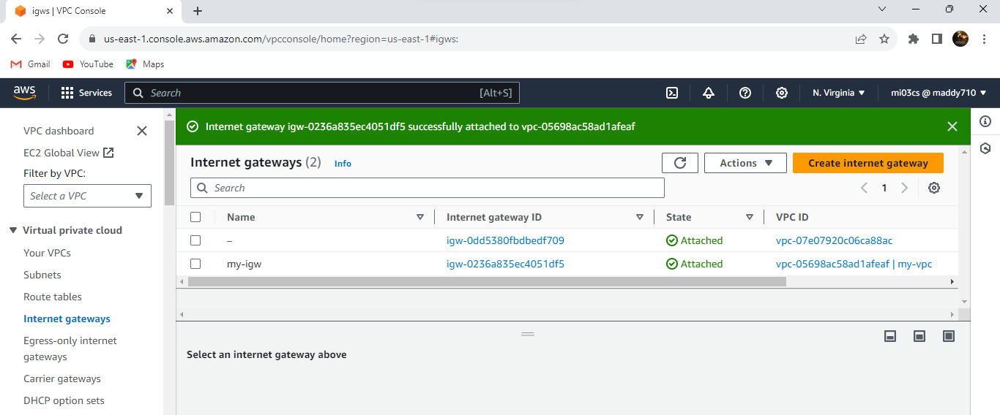 igws | VPC Console
us-east-1.console.aws.amazon.com/vpcconsole/home?region=us-east-1#igws:
Gmail YouTube Maps
aws Services Search [Alt+S] N. Virginia mi03cs @ maddy710
VPC dashboard
EC2 Global View
Filter by VPC:
Select a VPC
Virtual private cloud
Your VPCs
Subnets
Route tables
Internet gateways
Egress-only internet
gateways
Carrier gateways
DHCP option sets
Internet gateway igw-0236a835ec4051df5 successfully attached to vpc-05698ac58ad1afeaf
Internet gateways (2) Info Actions Create internet gateway
Search 1
Name Internet gateway ID State VPC ID
– igw-0dd5380fbdbedf709 Attached vpc-07e07920c06ca88ac
my-igw igw-0236a835ec4051df5 Attached vpc-05698ac58ad1afeaf | my-vpc
Select an internet gateway above